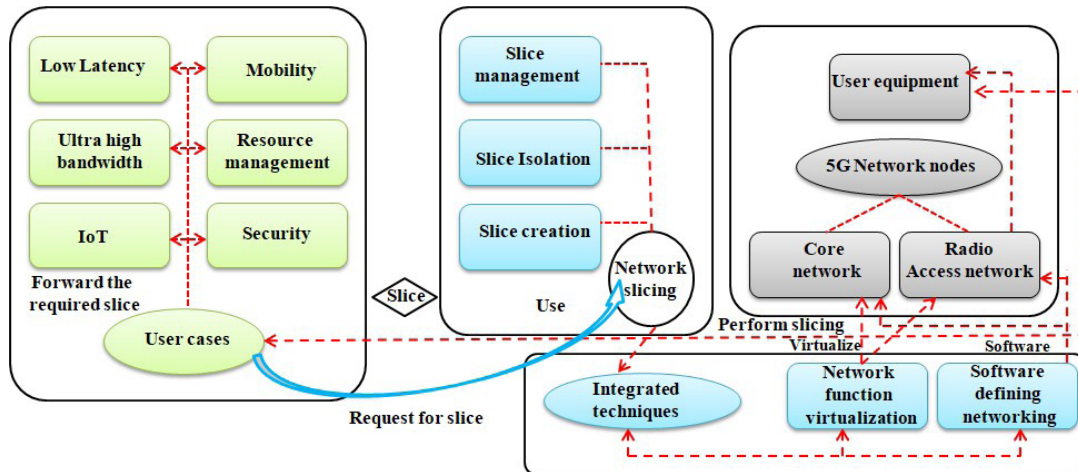 Low Latency
Mobility
Ultra high
bandwidth
Resource
management
IoT
Security
Forward the
required slice
User cases
Slice
Request for slice
Slice
management
Slice Isolation
Slice creation
Use
Network
slicing
User equipment
5G Network nodes
Core
network
Radio
Access network
Perform slicing
Virtualize
Software
Integrated
techniques
Network
function
virtualization
Software
defining
networking